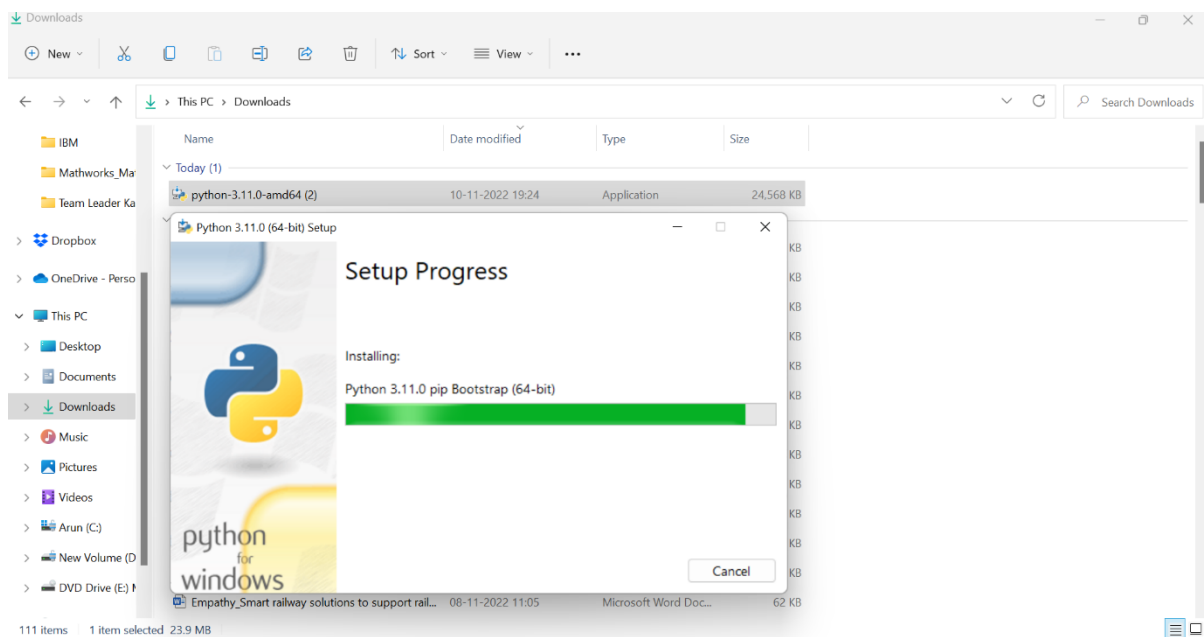 Downloads
New
Sort
View
This PC > Downloads
Search Downloads
Name Date modified Type Size
IBM
Mathworks_Ma
Team Leader Ka
Dropbox
OneDrive - Perso
This PC
Desktop
Documents
Downloads
Music
Pictures
Videos
Arun (C:)
New Volume (D
DVD Drive (E:) M
Today (1)
python-3.11.0-amd64 (2) 10-11-2022 19:24 Application 24,568 KB
Python 3.11.0 (64-bit) Setup
Setup Progress
Installing:
Python 3.11.0 pip Bootstrap (64-bit)
python
for
windows
Cancel
KB
KB
KB
KB
KB
KB
KB
KB
KB
KB
KB
KB
Empathy_Smart railway solutions to support rail... 08-11-2022 11:05 Microsoft Word Doc... 62 KB
111 items 1 item selected 23.9 MB